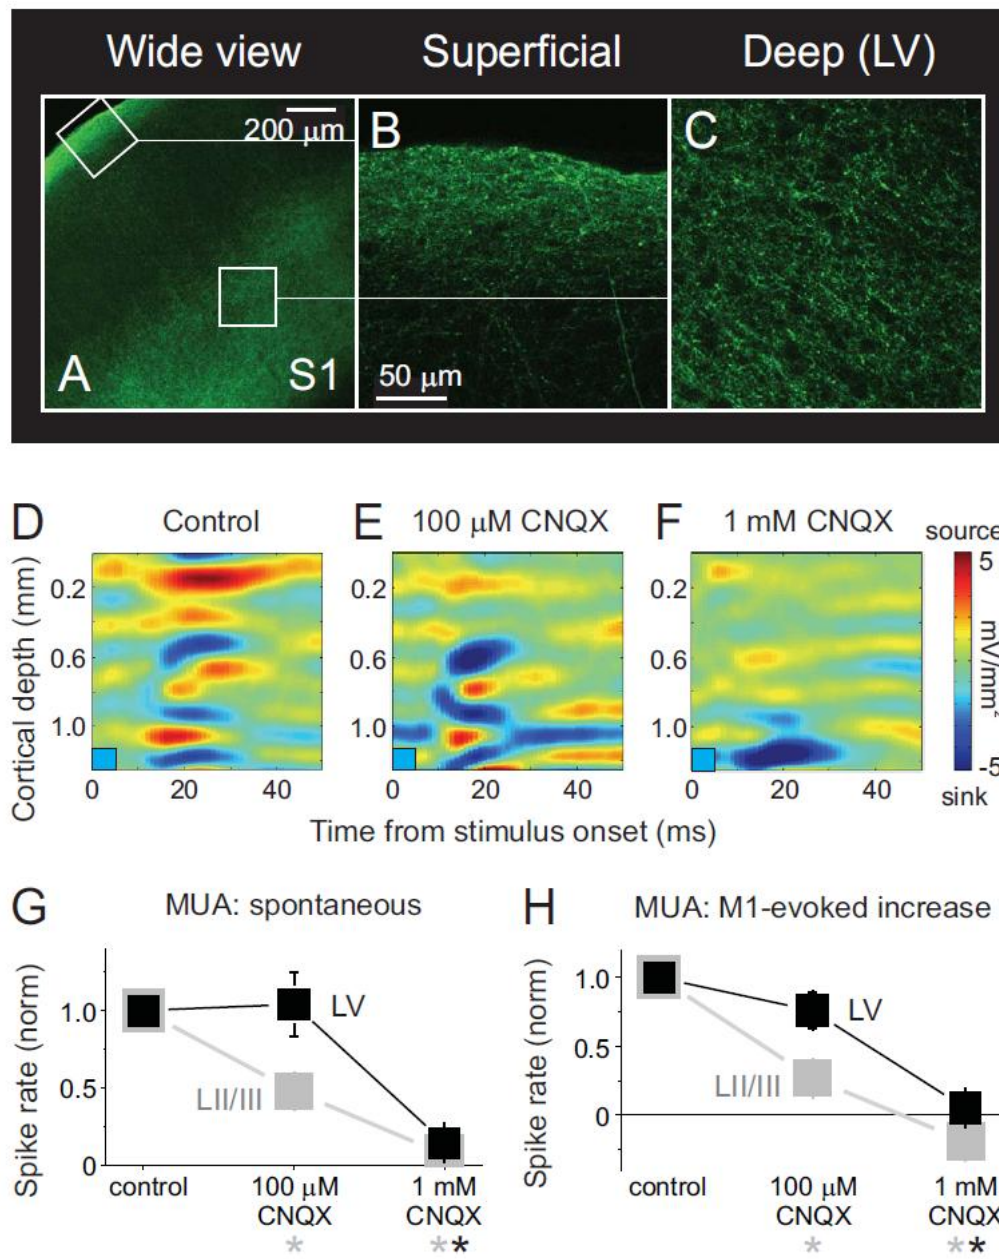 Wide view Superficial Deep (LV)
200 μm
A S1
B
50 μm
C
D Control
E 100 μM CNQX
F 1 mM CNQX
source
5
mV/mm²
-5
sink
Cortical depth (mm)
0.2
0.6
1.0
0 20 40
0.2
0.6
1.0
0 20 40
0.2
0.6
1.0
0 20 40
Time from stimulus onset (ms)
G MUA: spontaneous
Spike rate (norm)
1.0
0.5
0
LV
LII/III
control 100 μM 1 mM
CNQX CNQX
* **
H MUA: M1-evoked increase
Spike rate (norm)
1.0
0.5
0
LV
LII/III
control 100 μM 1 mM
CNQX CNQX
* **